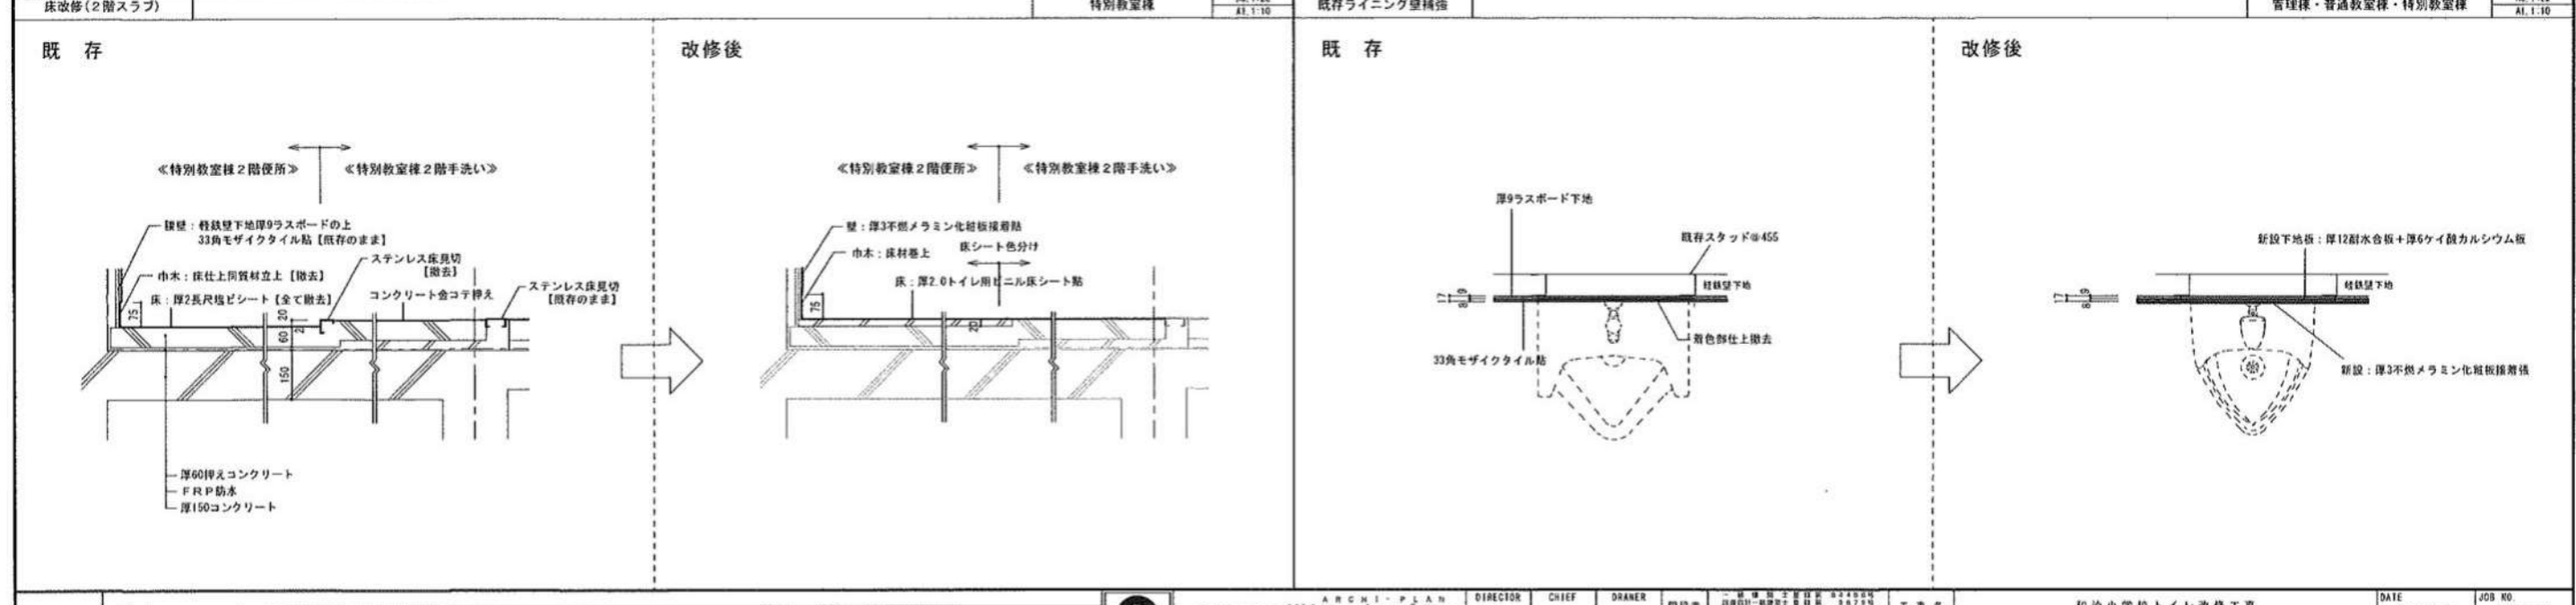 床改修(2階スラブ)
特別教室棟
A1.1:10
既存ライニング壁補強
管理棟・普通教室棟・特別教室棟
A1.1:10
既 存
改修後
既 存
改修後
≪特別教室棟2階便所≫
≪特別教室棟2階手洗い≫
腰壁:軽鉄壁下地厚9ラスボードの上
33角モザイクタイル貼【既存のまま】
巾木:床仕上同質材立上【撤去】
床:厚2長尺塩ビシート【全て撤去】
ステンレス床見切
【撤去】
コンクリート金コテ押え
ステンレス床見切
【既存のまま】
75
20
2
60
150
厚60押えコンクリート
FRP防水
厚150コンクリート
≪特別教室棟2階便所≫
≪特別教室棟2階手洗い≫
壁:厚3不燃メラミン化粧板接着貼
巾木:床材巻上
床シート色分け
床:厚2.0トイレ用ビニル床シート貼
75
20
厚9ラスボード下地
既存スタッド@455
軽鉄壁下地
17
8 9
33角モザイクタイル貼
着色部仕上撤去
新設下地板:厚12耐水合板+厚6ケイ酸カルシウム板
軽鉄壁下地
17
8 9
新設:厚3不燃メラミン化粧板接着張
ARCHI-PLAN
DIRECTOR
CHIEF
DRANER
DATE
JOB NO.